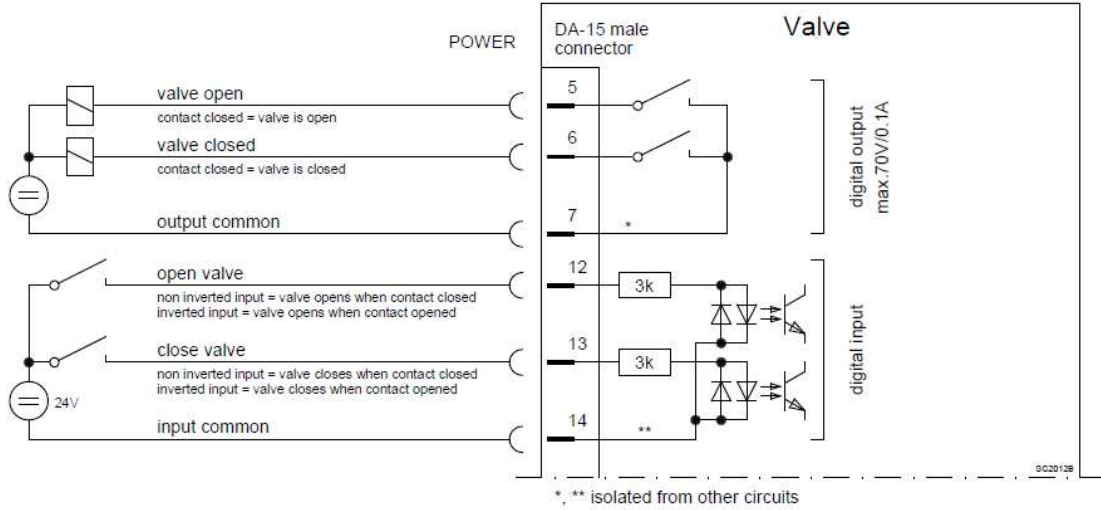 Valve
DA-15 male
connector
POWER
5
valve open
contact closed = valve is open
6
valve closed
contact closed = valve is closed
7
output common
*
digital output
max.70V/0.1A
12
open valve
3k
non inverted input = valve opens when contact closed
inverted input = valve opens when contact opened
13
close valve
3k
non inverted input = valve closes when contact closed
inverted input = valve closes when contact opened
24V
14
input common
**
digital input
SC2012B
*, ** isolated from other circuits